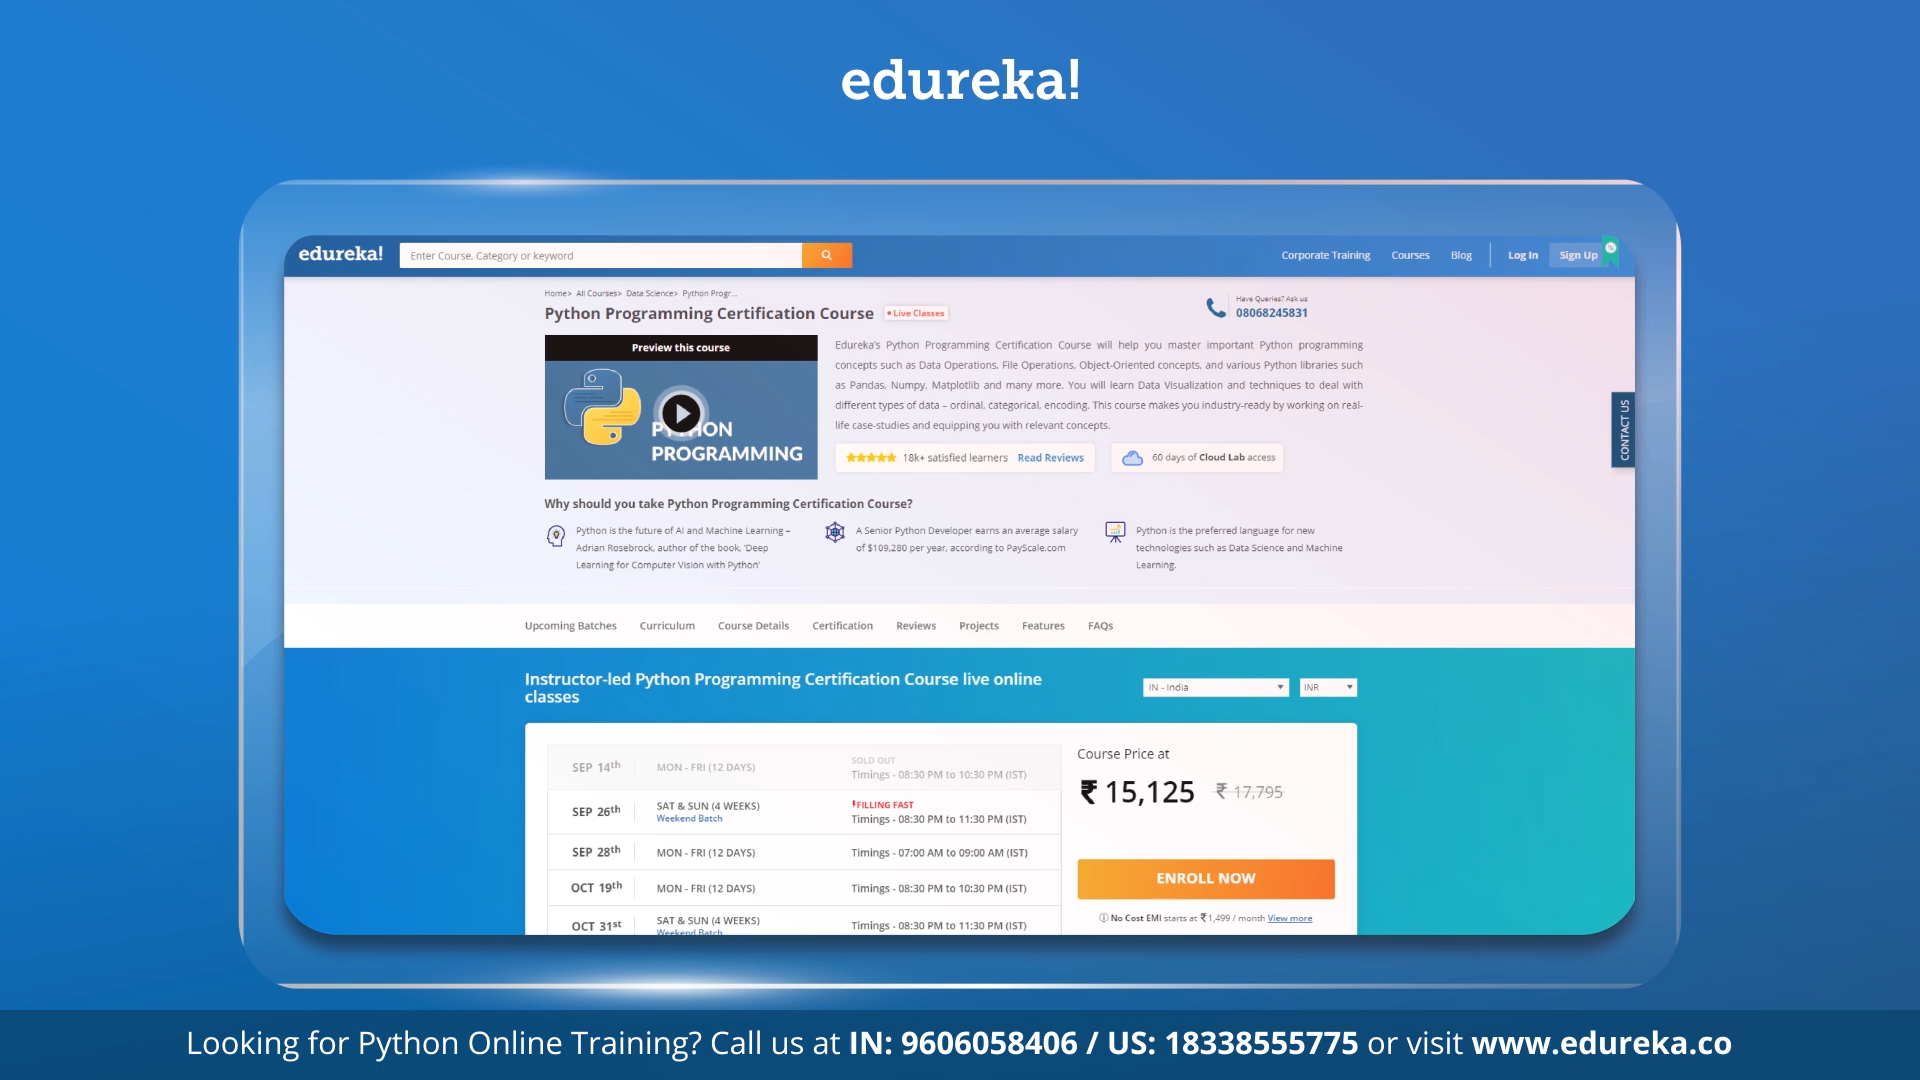 edureka!
edureka!
Enter Course, Category or keyword
Corporate Training
Courses
Blog
Log In
Sign Up
Home> All Courses> Data Science> Python Progr...
Python Programming Certification Course
Live Classes
Have Queries? Ask us
08068245831
Preview this course
PYTHON
PROGRAMMING
Edureka's Python Programming Certification Course will help you master important Python programming
concepts such as Data Operations, File Operations, Object-Oriented concepts, and various Python libraries such
as Pandas, Numpy, Matplotlib and many more. You will learn Data Visualization and techniques to deal with
different types of data – ordinal, categorical, encoding. This course makes you industry-ready by working on real-
life case-studies and equipping you with relevant concepts.
18k+ satisfied learners Read Reviews
60 days of Cloud Lab access
CONTACT US
Why should you take Python Programming Certification Course?
Python is the future of AI and Machine Learning –
Adrian Rosebrock, author of the book, 'Deep
Learning for Computer Vision with Python'
A Senior Python Developer earns an average salary
of $109,280 per year, according to PayScale.com
Python is the preferred language for new
technologies such as Data Science and Machine
Learning.
Upcoming Batches
Curriculum
Course Details
Certification
Reviews
Projects
Features
FAQs
Instructor-led Python Programming Certification Course live online
classes
IN - India
INR
SEP 14th
MON - FRI (12 DAYS)
SOLD OUT
Timings - 08:30 PM to 10:30 PM (IST)
SEP 26th
SAT & SUN (4 WEEKS)
Weekend Batch
FILLING FAST
Timings - 08:30 PM to 11:30 PM (IST)
SEP 28th
MON - FRI (12 DAYS)
Timings - 07:00 AM to 09:00 AM (IST)
OCT 19th
MON - FRI (12 DAYS)
Timings - 08:30 PM to 10:30 PM (IST)
OCT 31st
SAT & SUN (4 WEEKS)
Weekend Batch
Timings - 08:30 PM to 11:30 PM (IST)
Course Price at
₹ 15,125 ₹ 17,795
ENROLL NOW
No Cost EMI starts at ₹1,499 / month View more
Looking for Python Online Training? Call us at IN: 9606058406 / US: 18338555775 or visit www.edureka.co